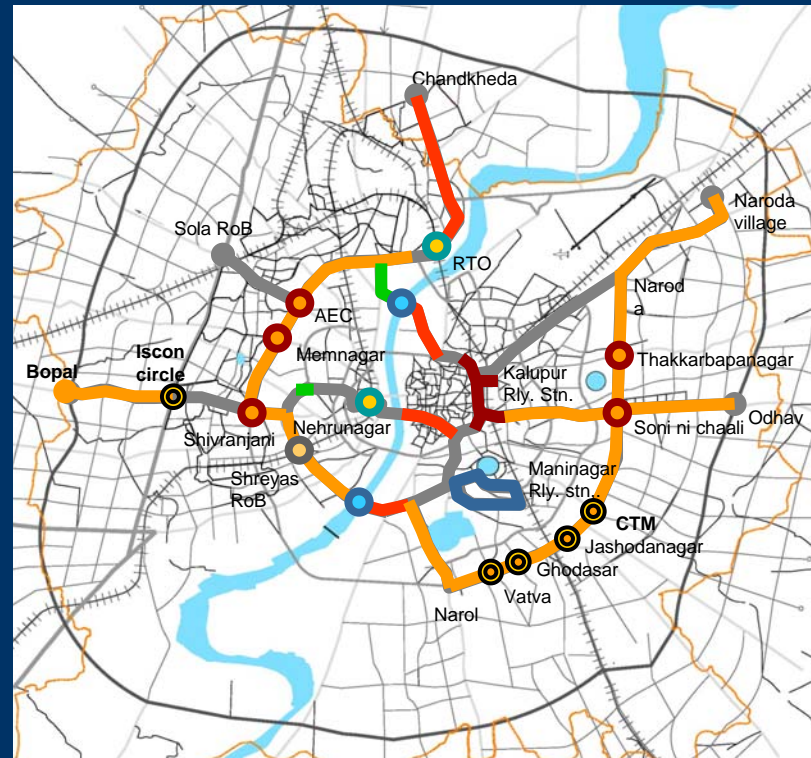 Chandkheda
Naroda
village
Sola RoB
RTO
Narod
a
AEC
Memnagar
Thakkarbapanagar
Iscon
circle
Bopal
Kalupur
Rly. Stn.
Shivranjani
Nehrunagar
Soni ni chaali
Odhav
Shreyas
RoB
Maninagar
Rly. stn..
CTM
Jashodanagar
Ghodasar
Vatva
Narol